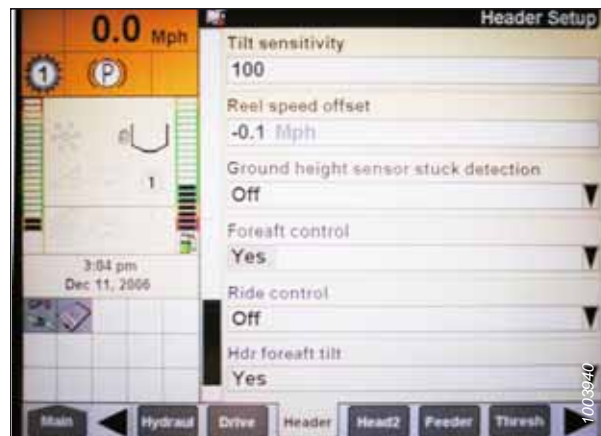 0.0 Mph
Header Setup
1
P
Tilt sensitivity
100
Reel speed offset
-0.1 Mph
1
Ground height sensor stuck detection
Off
Foreaft control
Yes
3:04 pm
Dec 11, 2006
GPS
Ride control
Off
Hdr foreaft tilt
Yes
Main
Hydraul
Drive
Header
Head2
Feeder
Thresh
1003940